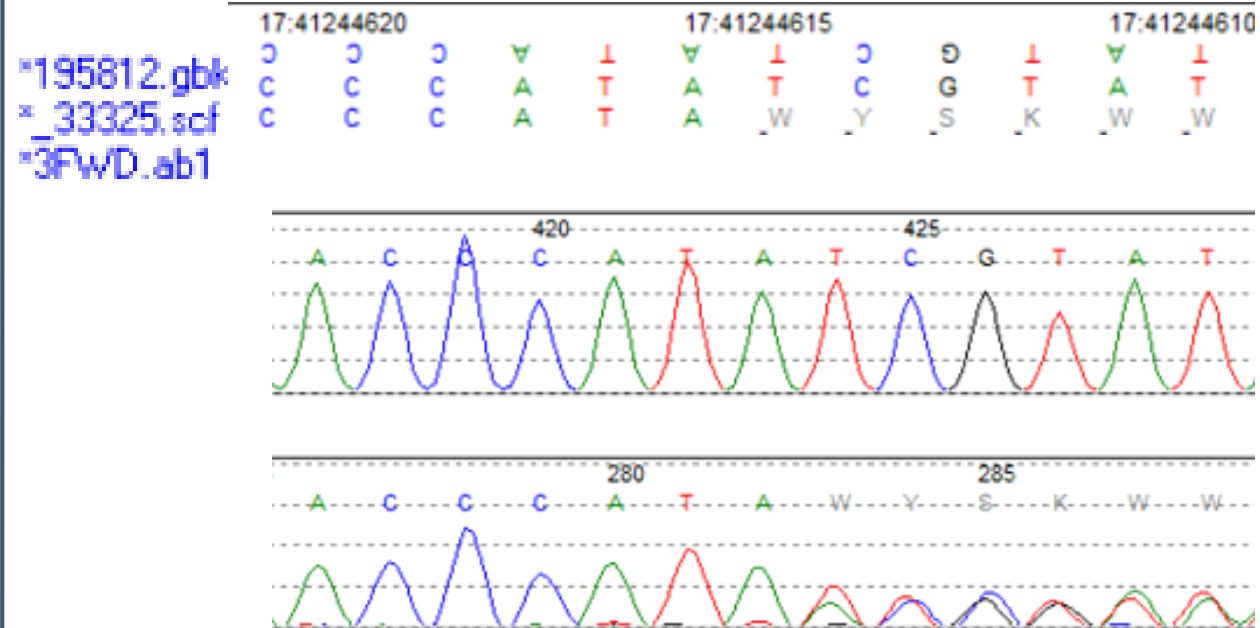 17:41244620 17:41244615 17:41244610
C C C A T A T C G T A T
*195812.gbk C C C A T A T C G T A T
*_33325.scf C C C A T A W Y S K W W
*3FWD.ab1
420 425
A C C C A T A T C G T A T
280 285
A C C C A T A W Y S K W W